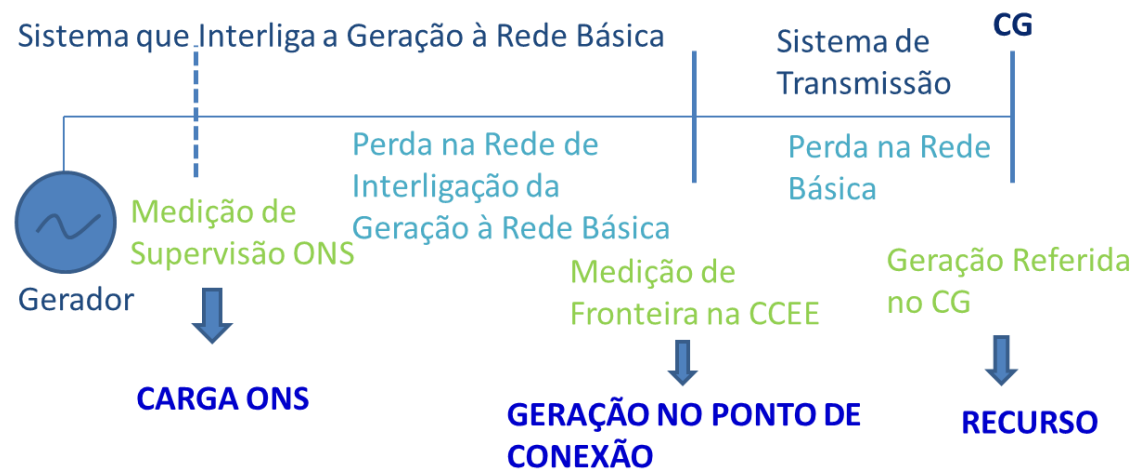 Sistema que Interliga a Geração à Rede Básica
Sistema de
Transmissão
CG
Perda na Rede de
Interligação da
Geração à Rede Básica
Perda na Rede
Básica
Medição de
Supervisão ONS
Gerador
Medição de
Fronteira na CCEE
Geração Referida
no CG
CARGA ONS
GERAÇÃO NO PONTO DE
CONEXÃO
RECURSO